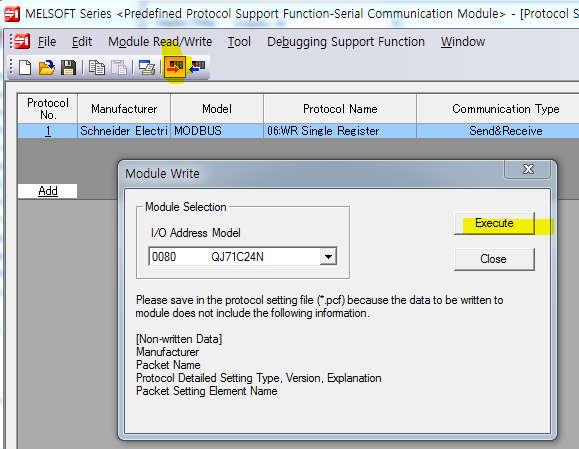 MELSOFT Series <Predefined Protocol Support Function-Serial Communication Module> - [Protocol S
File Edit Module Read/Write Tool Debugging Support Function Window
Protocol No. Manufacturer Model Protocol Name Communication Type
1 Schneider Electri MODBUS 06:WR Single Register Send&Receive
Add
Module Write
Module Selection
Execute
I/O Address Model
0080 QJ71C24N
Close
Please save in the protocol setting file (*.pcf) because the data to be written to
module does not include the following information.
[Non-written Data]
Manufacturer
Packet Name
Protocol Detailed Setting Type, Version, Explanation
Packet Setting Element Name